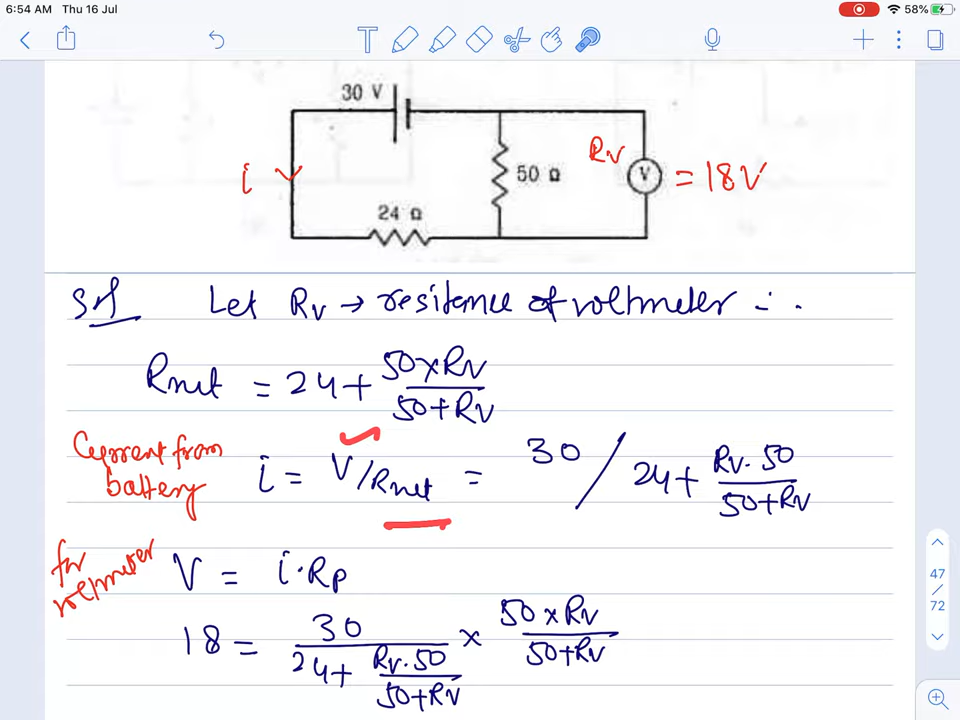 6:54 AM Thu 16 Jul 58%
30 V
50 Ω Rv V = 18V
i
24 Ω
Sol Let Rv → resitance of voltmeter :-
Rnet = 24 + 50×Rv / 50+Rv
Current from battery i = V/Rnet = 30 / 24 + Rv·50 / 50+Rv
for voltmeter V = i·Rp
18 = 30 / 24 + Rv·50 / 50+Rv × 50×Rv / 50+Rv
47 / 72